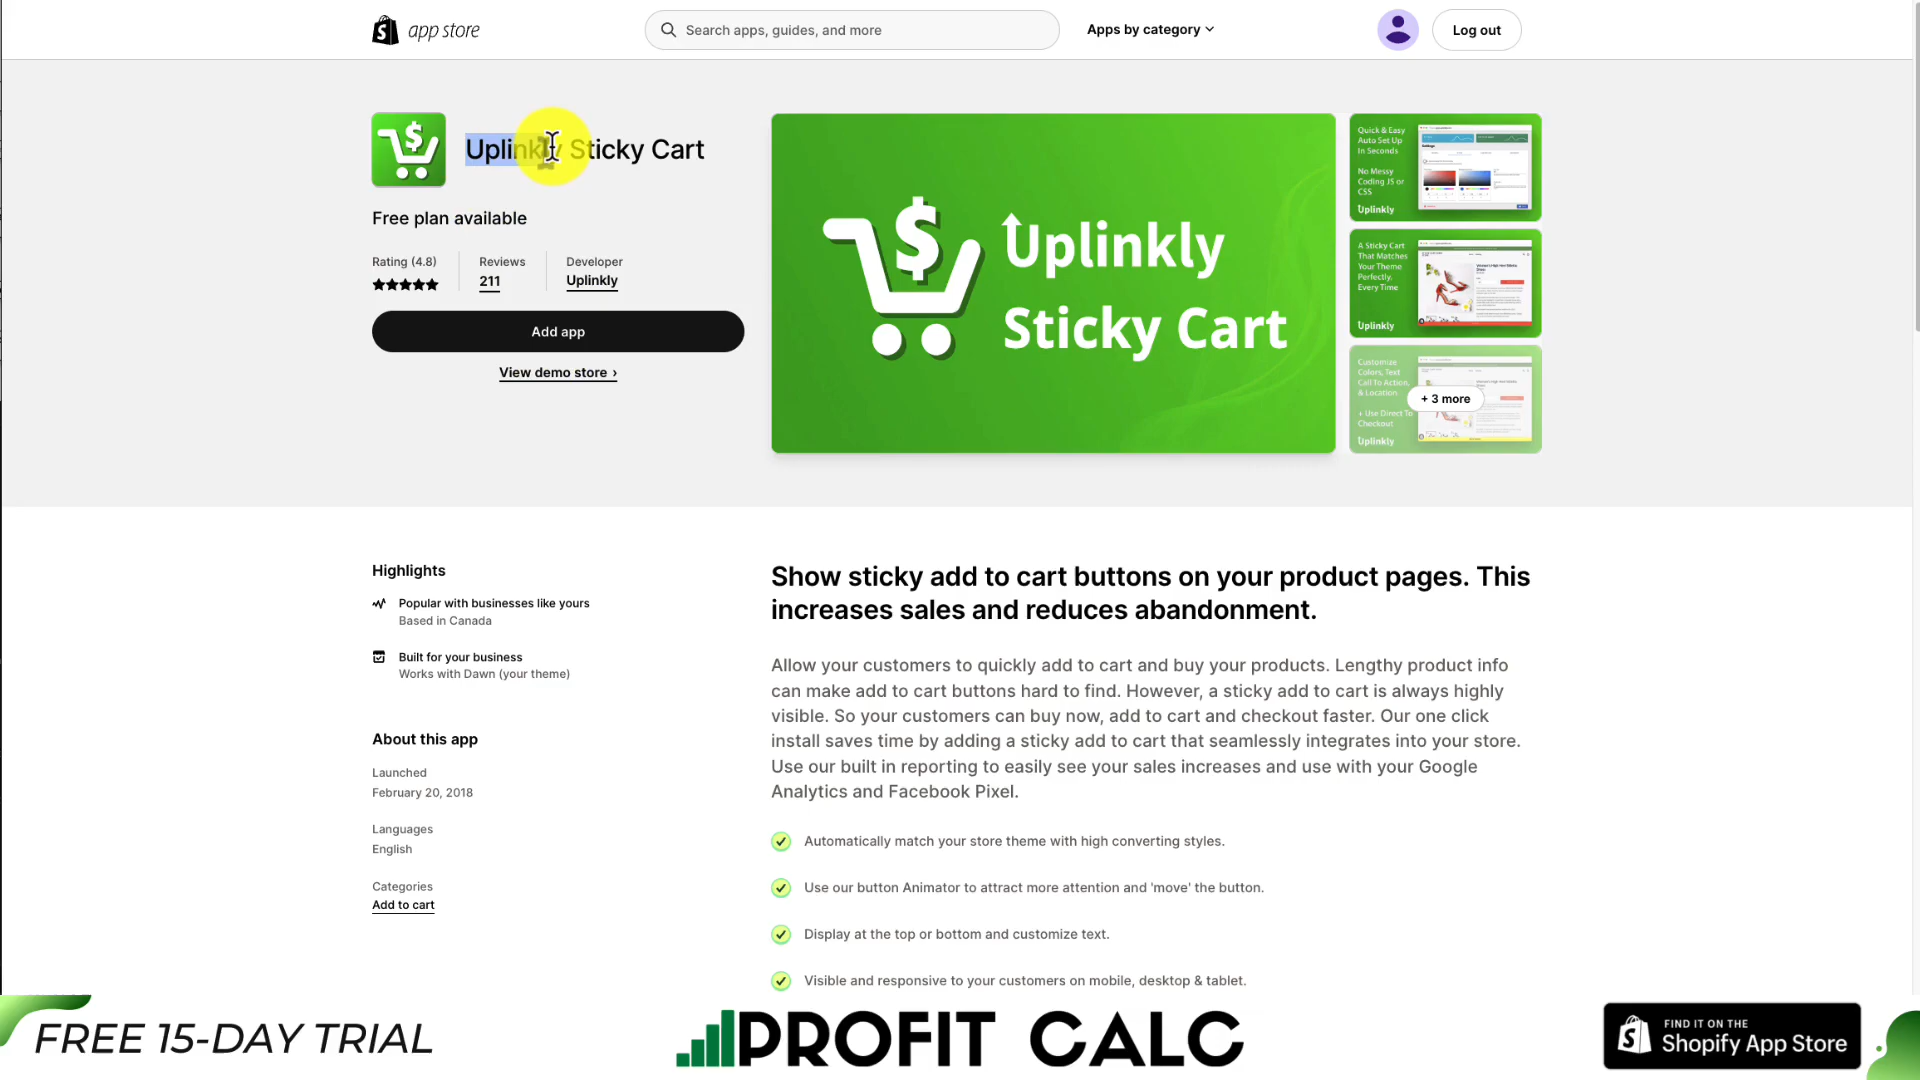 app store
Search apps, guides, and more
Apps by category
Log out
Uplinkly Sticky Cart
Free plan available
Rating (4.8)
Reviews
211
Developer
Uplinkly
Add app
View demo store ›
$
Uplinkly
Sticky Cart
Quick & Easy
Auto Set Up
In Seconds
No Messy
Coding JS or
CSS
Uplinkly
A Sticky Cart
That Matches
Your Theme
Perfectly,
Every Time
Uplinkly
Customize
Colors, Text
Call To Action,
& Location
+ Use Direct To
Checkout
Uplinkly
+ 3 more
Highlights
Popular with businesses like yours
Based in Canada
Built for your business
Works with Dawn (your theme)
About this app
Launched
February 20, 2018
Languages
English
Categories
Add to cart
Show sticky add to cart buttons on your product pages. This
increases sales and reduces abandonment.
Allow your customers to quickly add to cart and buy your products. Lengthy product info
can make add to cart buttons hard to find. However, a sticky add to cart is always highly
visible. So your customers can buy now, add to cart and checkout faster. Our one click
install saves time by adding a sticky add to cart that seamlessly integrates into your store.
Use our built in reporting to easily see your sales increases and use with your Google
Analytics and Facebook Pixel.
Automatically match your store theme with high converting styles.
Use our button Animator to attract more attention and 'move' the button.
Display at the top or bottom and customize text.
Visible and responsive to your customers on mobile, desktop & tablet.
FREE 15-DAY TRIAL
PROFIT CALC
FIND IT ON THE
Shopify App Store